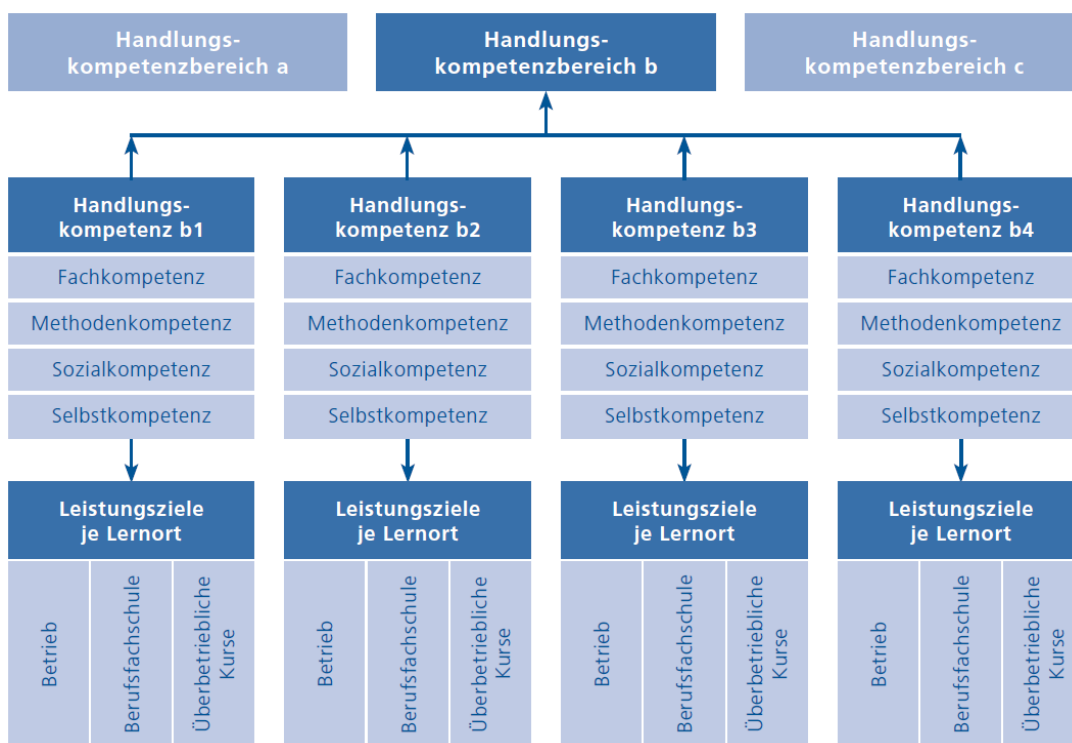 Handlungs-
kompetenzbereich a
Handlungs-
kompetenzbereich b
Handlungs-
kompetenzbereich c
Handlungs-
kompetenz b1
Handlungs-
kompetenz b2
Handlungs-
kompetenz b3
Handlungs-
kompetenz b4
Fachkompetenz
Fachkompetenz
Fachkompetenz
Fachkompetenz
Methodenkompetenz
Methodenkompetenz
Methodenkompetenz
Methodenkompetenz
Sozialkompetenz
Sozialkompetenz
Sozialkompetenz
Sozialkompetenz
Selbstkompetenz
Selbstkompetenz
Selbstkompetenz
Selbstkompetenz
Leistungsziele
je Lernort
Leistungsziele
je Lernort
Leistungsziele
je Lernort
Leistungsziele
je Lernort
Betrieb
Berufsfachschule
Überbetriebliche
Kurse
Betrieb
Berufsfachschule
Überbetriebliche
Kurse
Betrieb
Berufsfachschule
Überbetriebliche
Kurse
Betrieb
Berufsfachschule
Überbetriebliche
Kurse